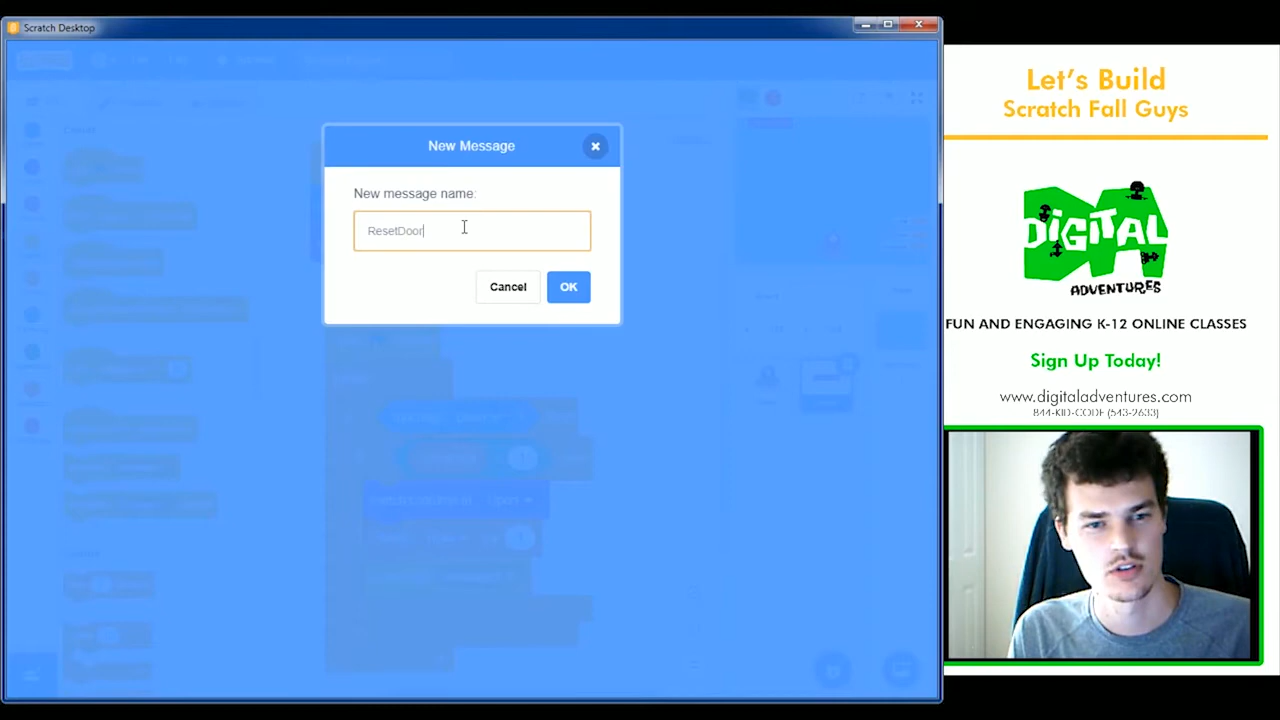 Scratch Desktop
New Message
New message name:
ResetDoor
Cancel
OK
Let's Build
Scratch Fall Guys
DIGITAL
ADVENTURES
FUN AND ENGAGING K-12 ONLINE CLASSES
Sign Up Today!
www.digitaladventures.com
844-KID-CODE (543-2633)